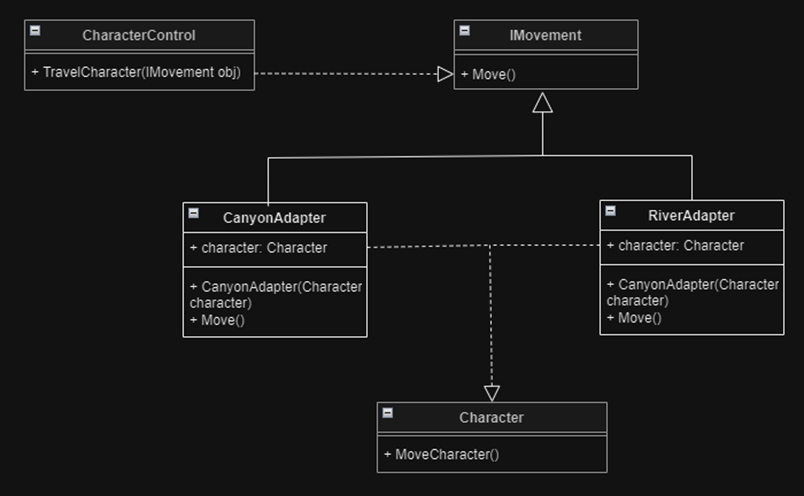 CharacterControl
+ TravelCharacter(IMovement obj)
IMovement
+ Move()
CanyonAdapter
+ character: Character
+ CanyonAdapter(Character
character)
+ Move()
RiverAdapter
+ character: Character
+ CanyonAdapter(Character
character)
+ Move()
Character
+ MoveCharacter()